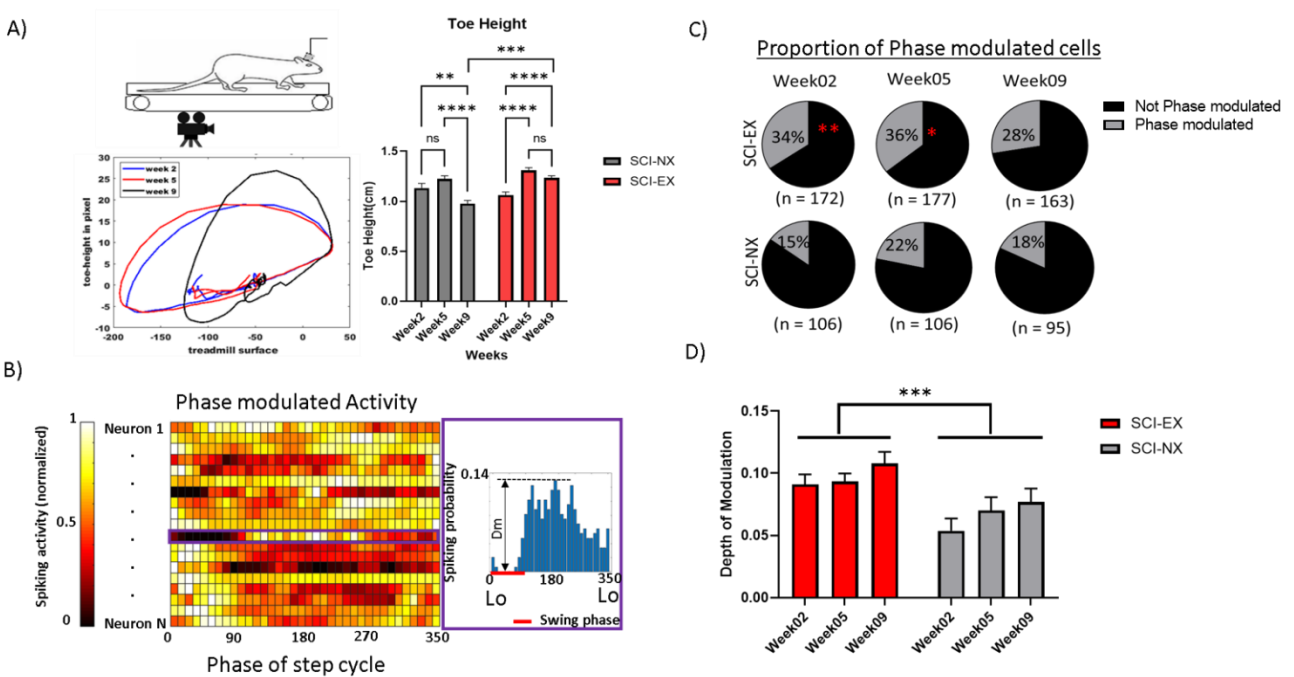 A)
Toe Height
***
**
****
****
****
ns
ns
1.5
1.0
0.5
0.0
Toe Height(cm)
Week2
Week5
Week9
Week2
Week5
Week9
Weeks
SCI-NX
SCI-EX
30
25
20
15
10
5
0
-5
-10
toe-height in pixel
week 2
week 5
week 9
-200
-150
-100
-50
0
50
treadmill surface
B)
Phase modulated Activity
1
0.5
0
Spiking activity (normalized)
Neuron 1
Neuron N
0
90
180
270
350
Phase of step cycle
0.14
Spiking probability
Dm
0
180
350
Lo
Lo
Swing phase
C)
Proportion of Phase modulated cells
Week02
Week05
Week09
Not Phase modulated
Phase modulated
SCI-EX
34%
**
36%
*
28%
(n = 172)
(n = 177)
(n = 163)
SCI-NX
15%
22%
18%
(n = 106)
(n = 106)
(n = 95)
D)
***
0.15
0.10
0.05
0.00
Depth of Modulation
Week02
Week05
Week09
Week02
Week05
Week09
SCI-EX
SCI-NX